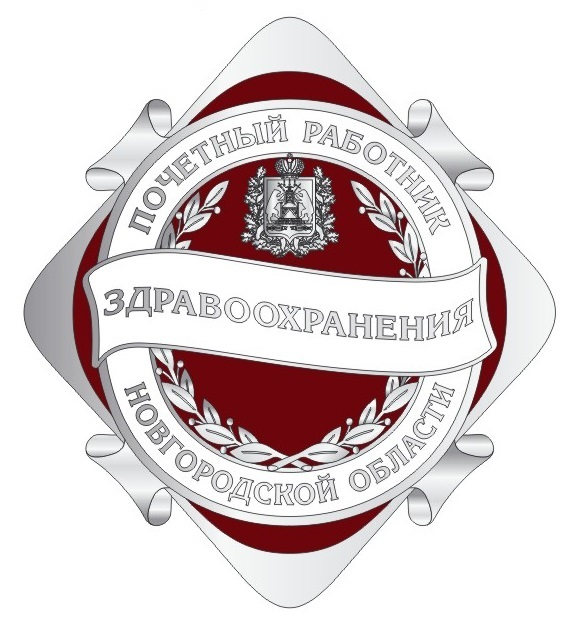 ПОЧЕТНЫЙ РАБОТНИК
ЗДРАВООХРАНЕНИЯ
НОВГОРОДСКОЙ ОБЛАСТИ